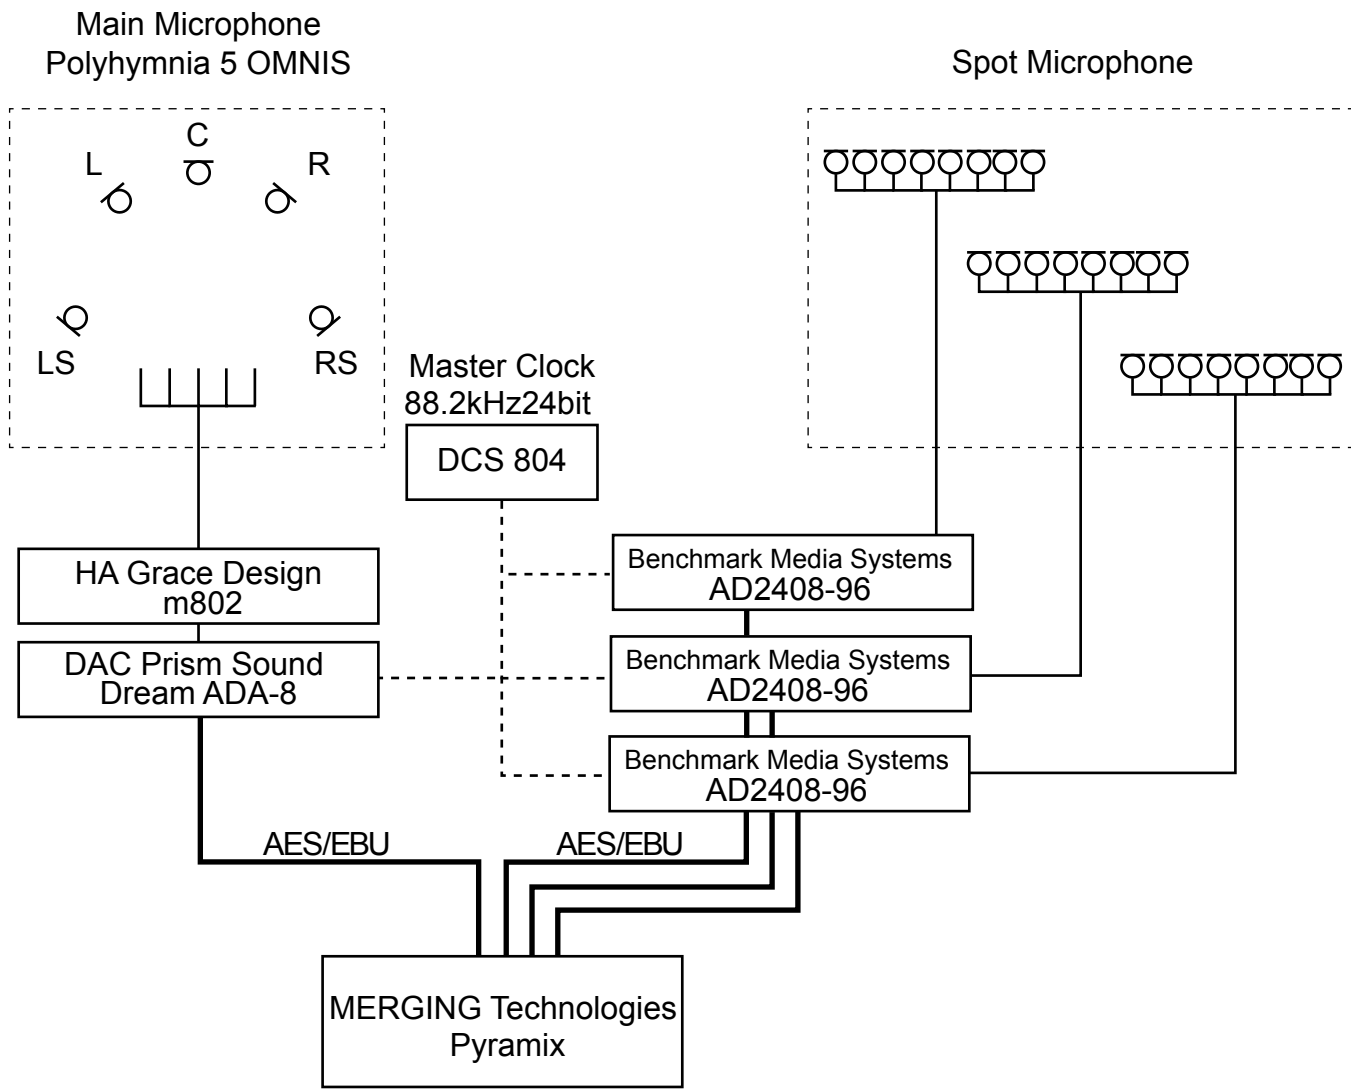 Main Microphone
Polyhymnia 5 OMNIS
Spot Microphone
C
L
R
LS
RS
Master Clock
88.2kHz24bit
DCS 804
HA Grace Design
m802
DAC Prism Sound
Dream ADA-8
Benchmark Media Systems
AD2408-96
Benchmark Media Systems
AD2408-96
Benchmark Media Systems
AD2408-96
AES/EBU
AES/EBU
MERGING Technologies
Pyramix